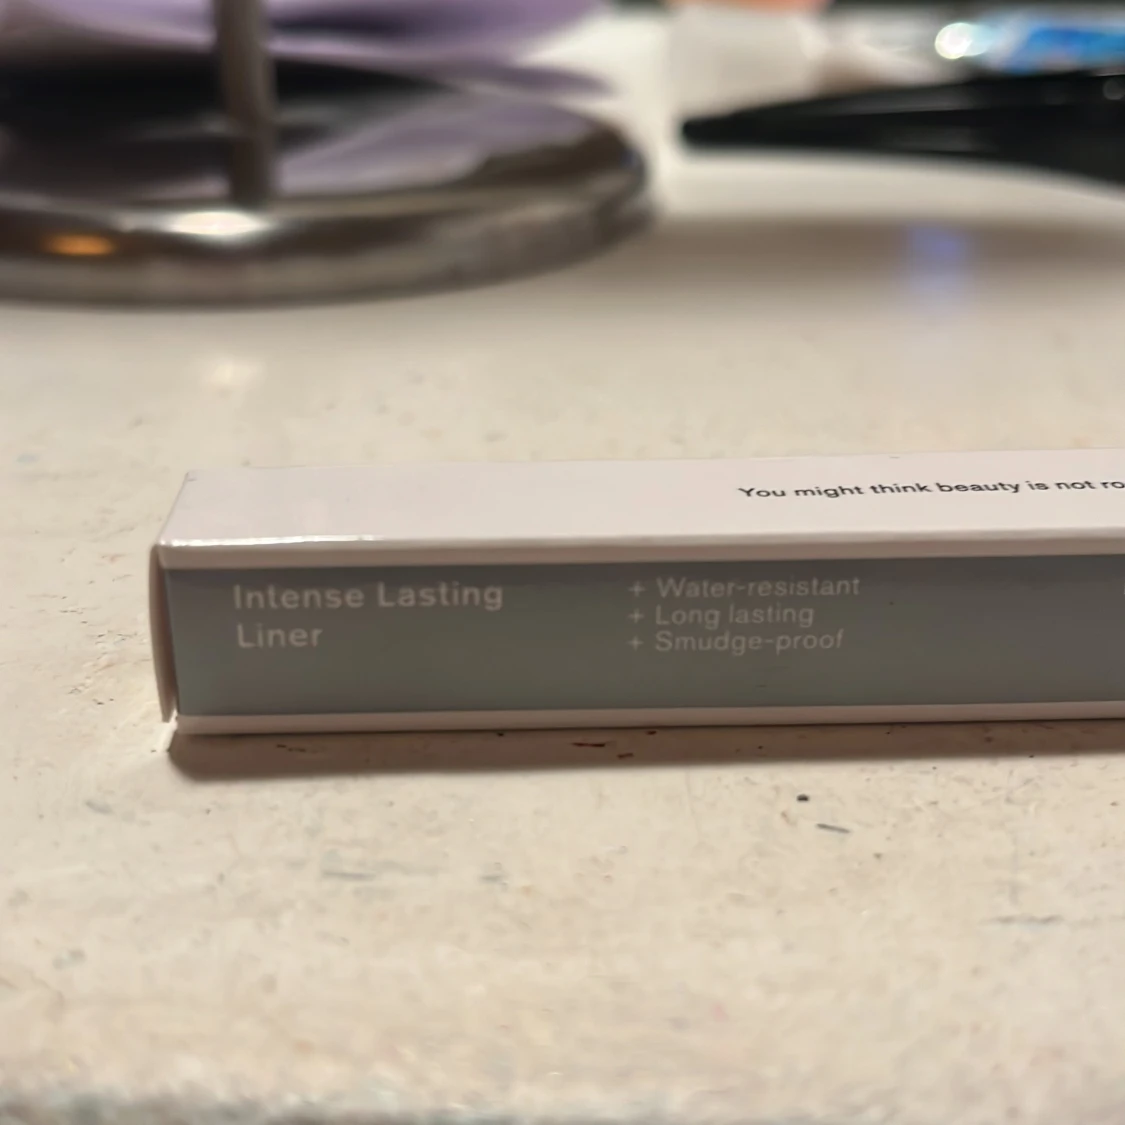 You might think beauty is not
Intense Lasting
Liner
+ Water-resistant
+ Long lasting
+ Smudge-proof